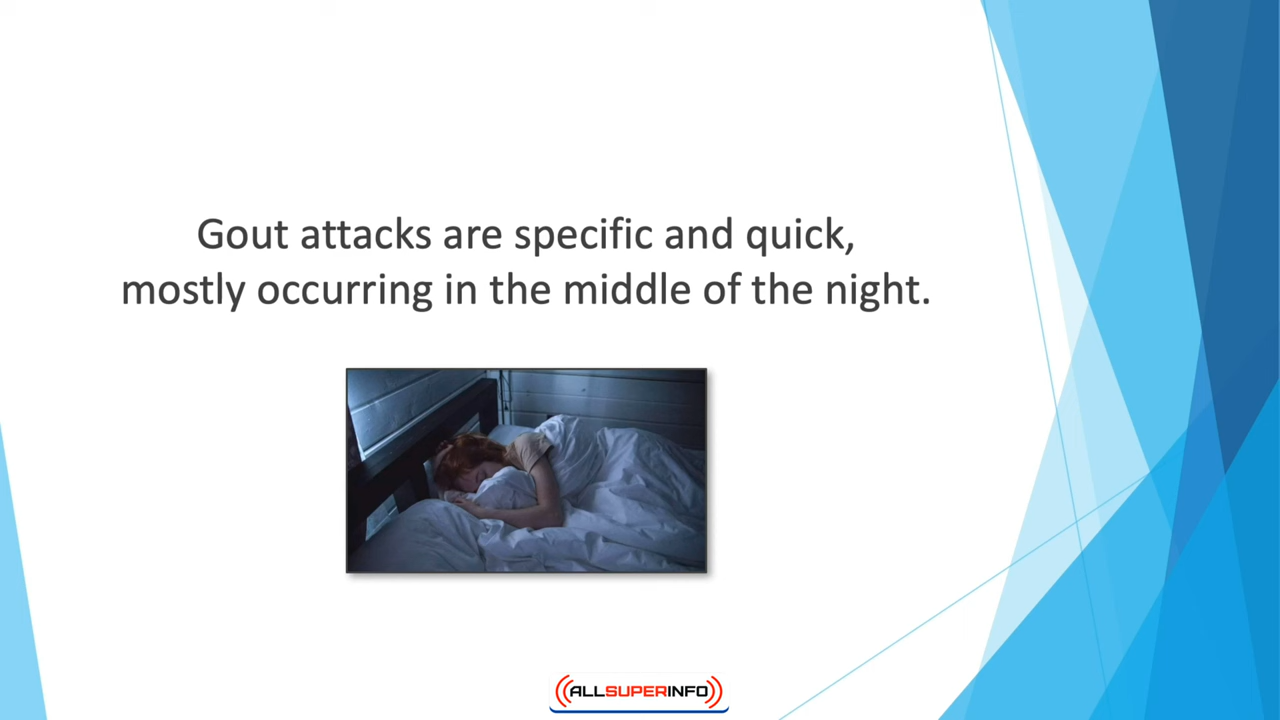 Gout attacks are specific and quick,
mostly occurring in the middle of the night.
ALLSUPERINFO